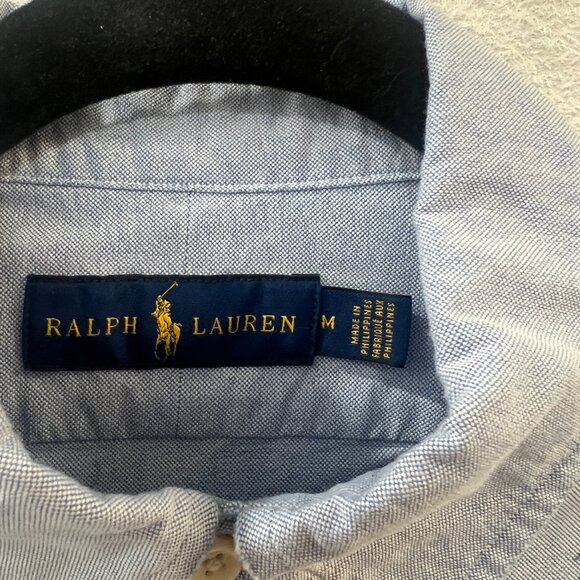 RALPH LAUREN
M
MADE IN
PHILIPPINES
FABRIQUÉ AUX
PHILIPPINES